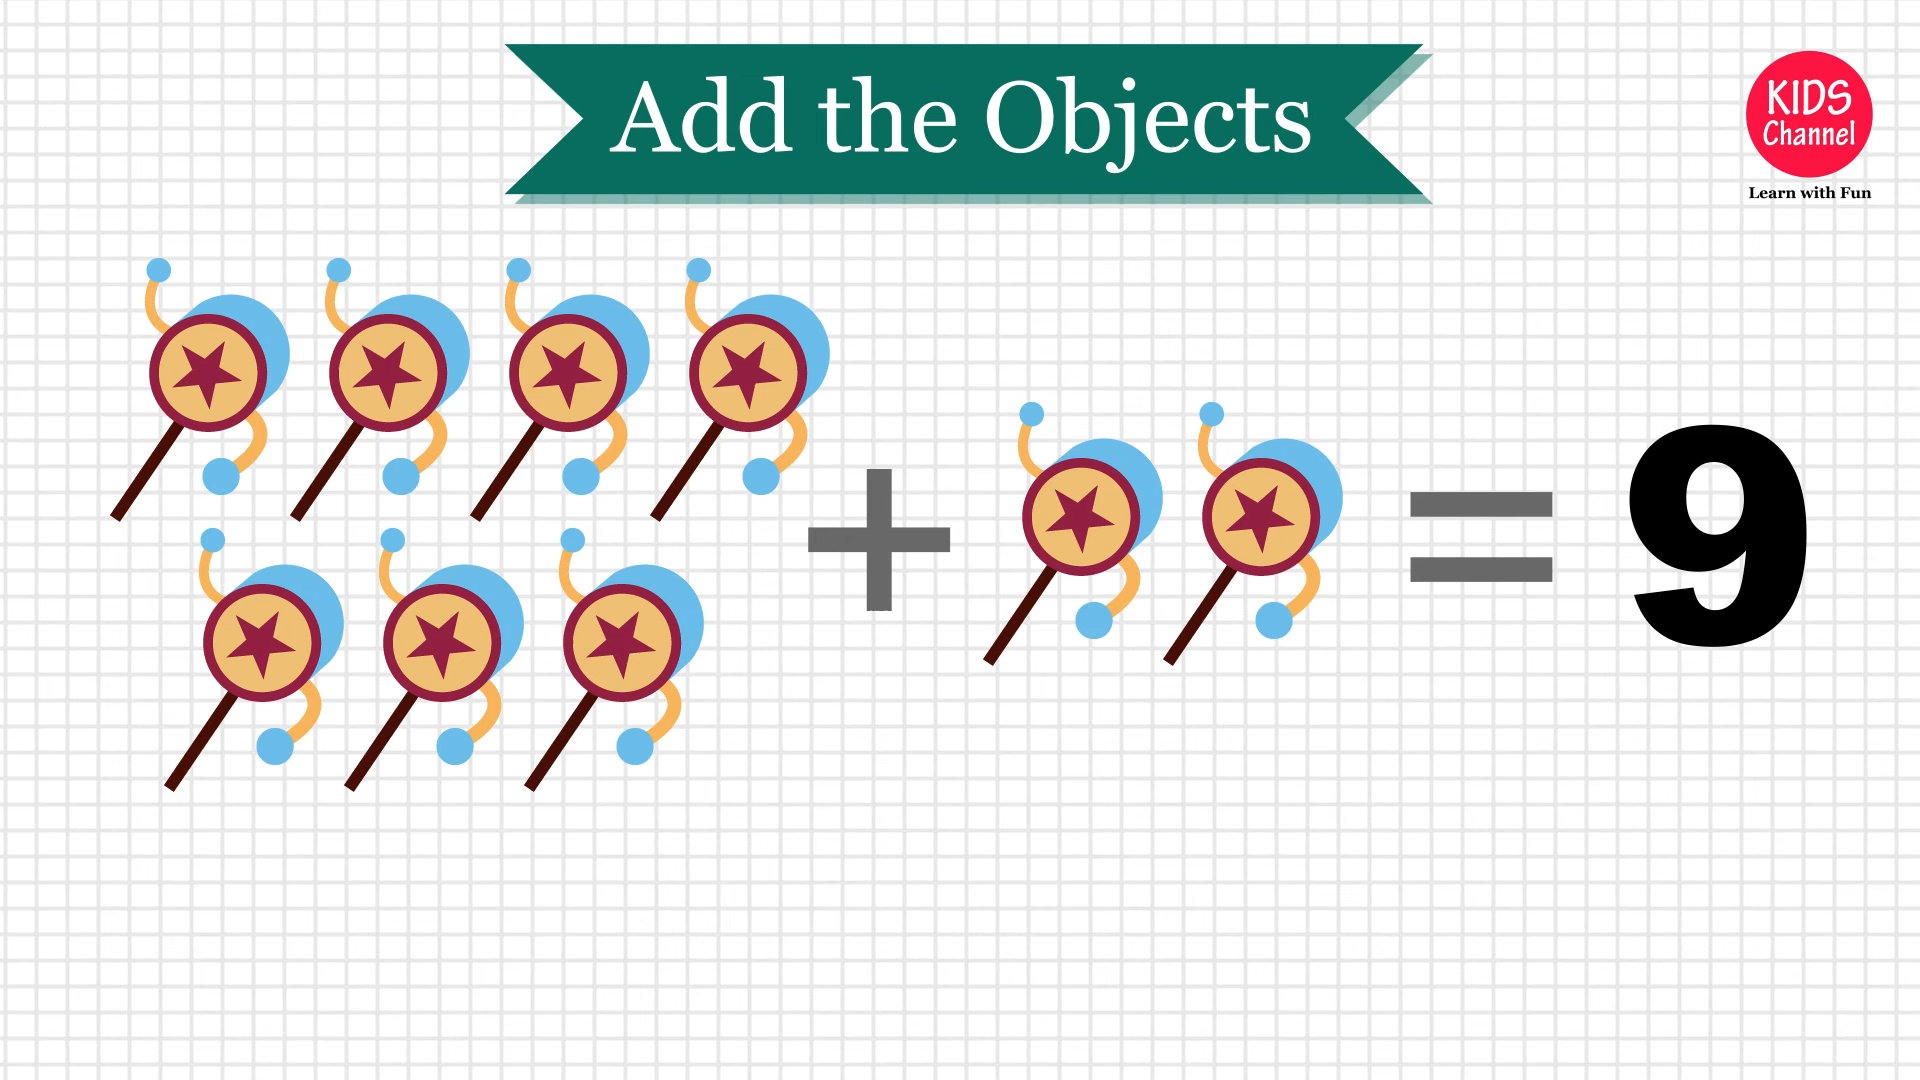 Add the Objects
KIDS
Channel
Learn with Fun
+ = 9